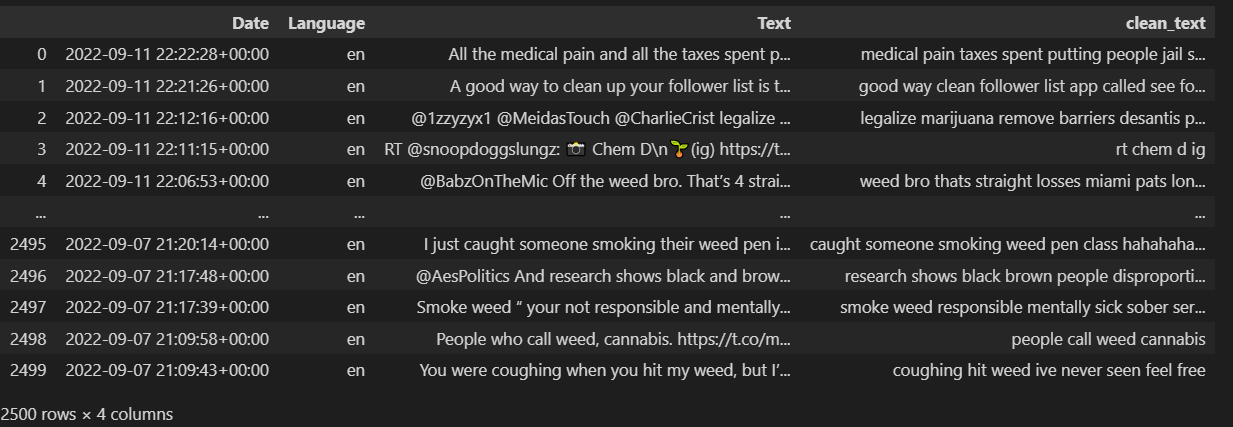 Date Language Text clean_text
0 2022-09-11 22:22:28+00:00 en All the medical pain and all the taxes spent p... medical pain taxes spent putting people jail s...
1 2022-09-11 22:21:26+00:00 en A good way to clean up your follower list is t... good way clean follower list app called see fo...
2 2022-09-11 22:12:16+00:00 en @1zzyzyx1 @MeidasTouch @CharlieCrist legalize ... legalize marijuana remove barriers desantis p...
3 2022-09-11 22:11:15+00:00 en RT @snoopdoggslungz: 📸 Chem D\n🌱(ig) https://t... rt chem d ig
4 2022-09-11 22:06:53+00:00 en @BabzOnTheMic Off the weed bro. That’s 4 strai... weed bro thats straight losses miami pats lon...
... ... ... ... ...
2495 2022-09-07 21:20:14+00:00 en I just caught someone smoking their weed pen i... caught someone smoking weed pen class hahahaha...
2496 2022-09-07 21:17:48+00:00 en @AesPolitics And research shows black and brow... research shows black brown people disproporti...
2497 2022-09-07 21:17:39+00:00 en Smoke weed “ your not responsible and mentally... smoke weed responsible mentally sick sober ser...
2498 2022-09-07 21:09:58+00:00 en People who call weed, cannabis. https://t.co/m... people call weed cannabis
2499 2022-09-07 21:09:43+00:00 en You were coughing when you hit my weed, but I’... coughing hit weed ive never seen feel free
2500 rows × 4 columns